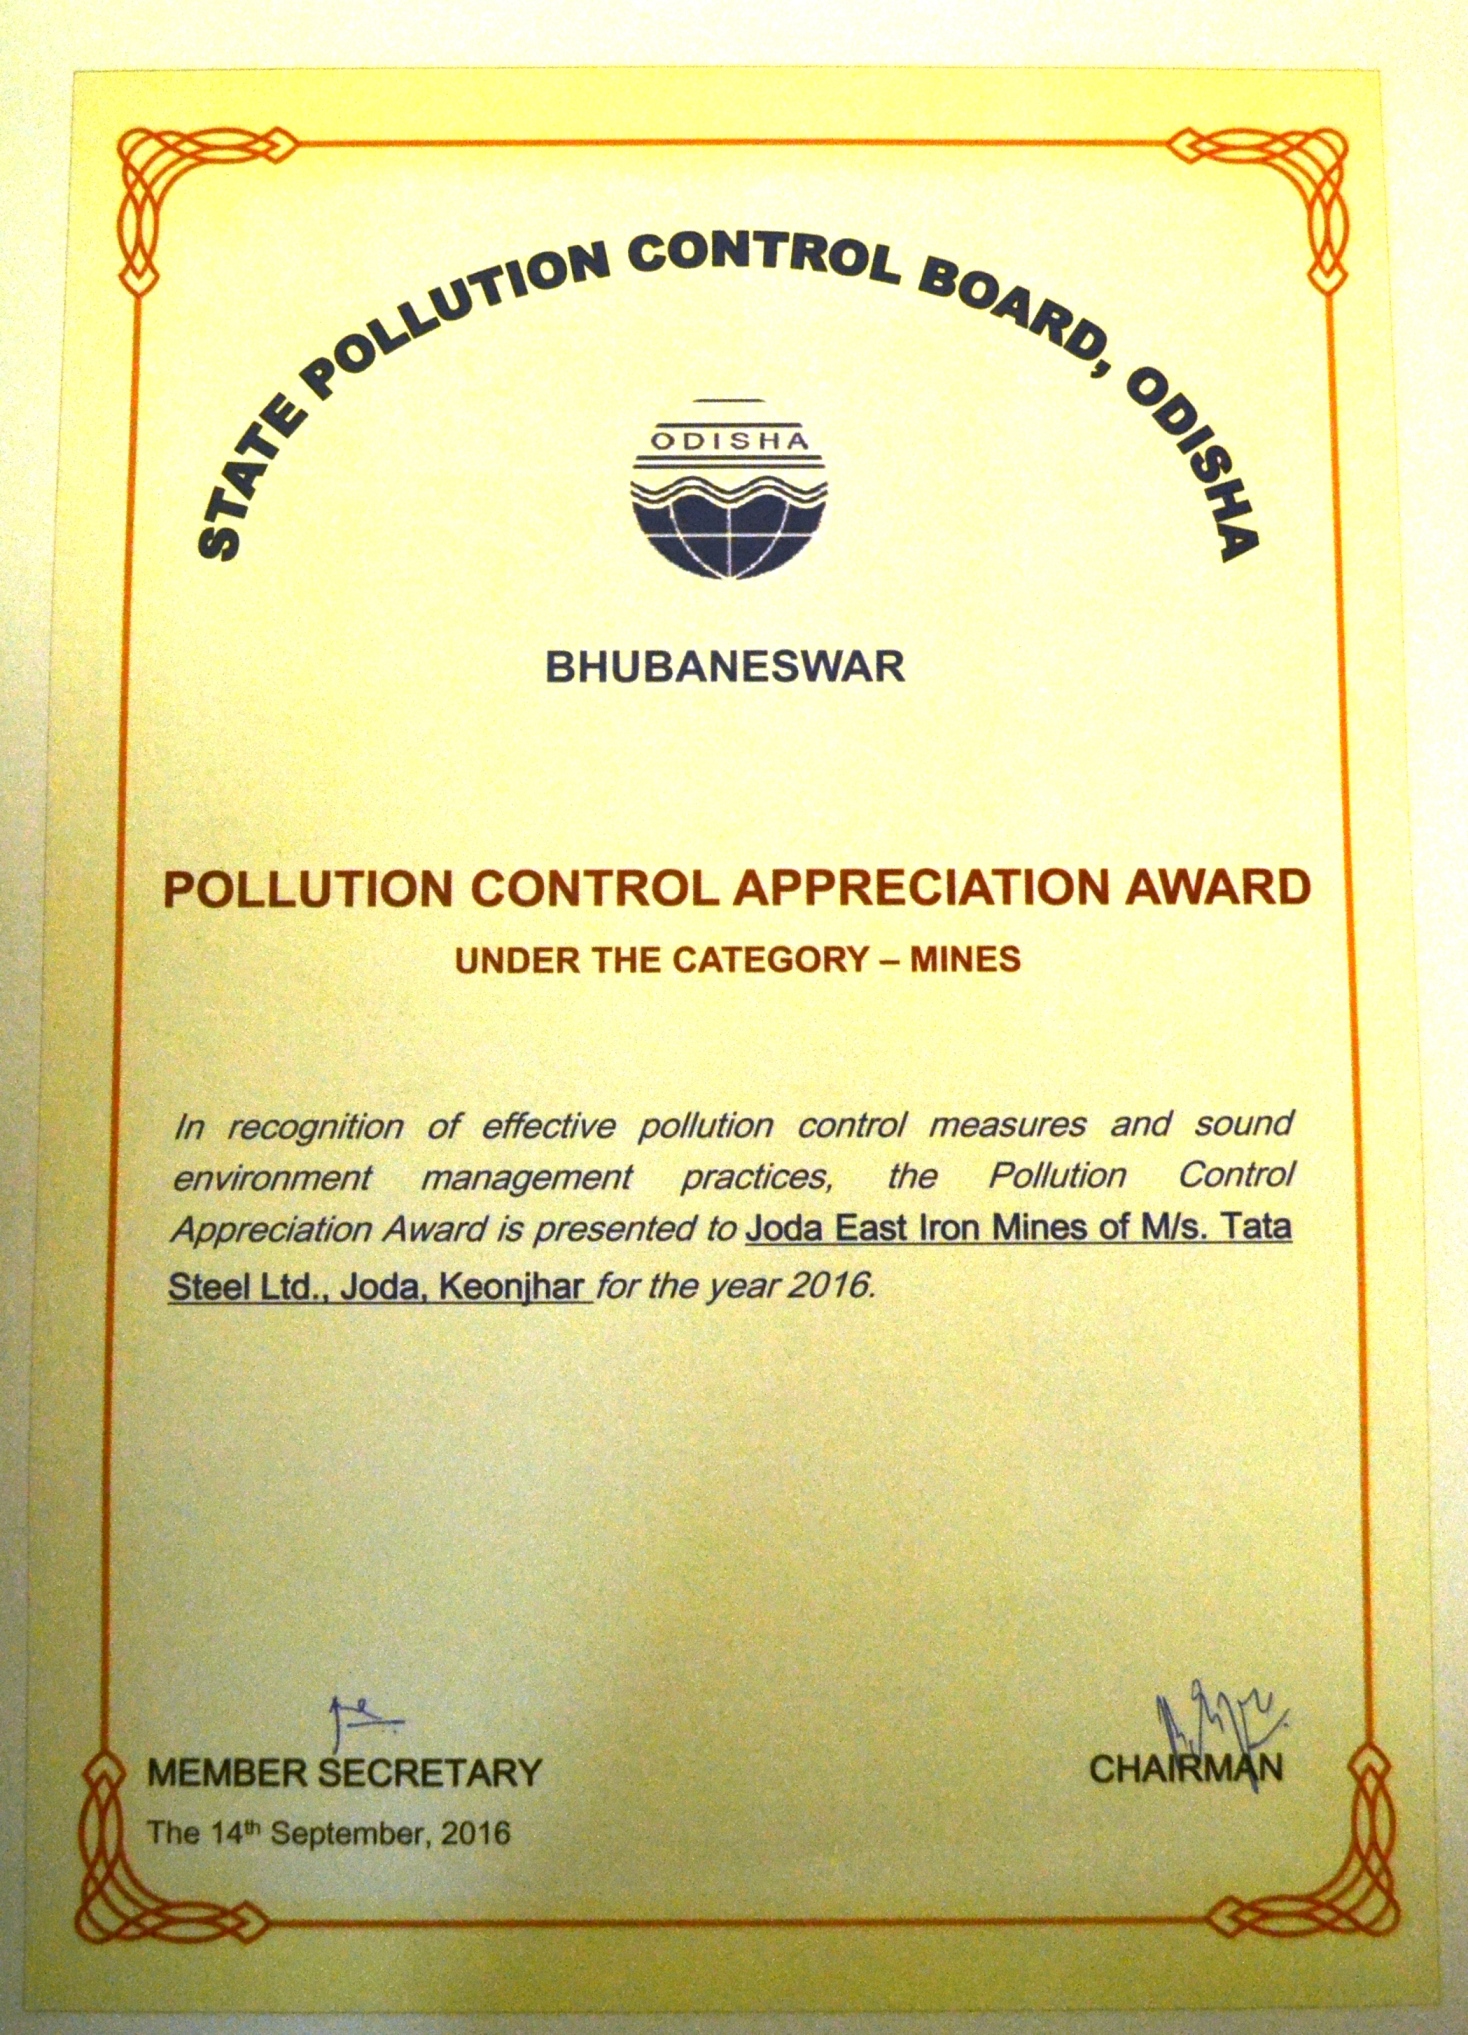 STATE POLLUTION CONTROL BOARD, ODISHA
ODISHA
BHUBANESWAR
POLLUTION CONTROL APPRECIATION AWARD
UNDER THE CATEGORY – MINES
In recognition of effective pollution control measures and sound
environment management practices, the Pollution Control
Appreciation Award is presented to Joda East Iron Mines of M/s. Tata
Steel Ltd., Joda, Keonjhar for the year 2016.
MEMBER SECRETARY
CHAIRMAN
The 14th September, 2016